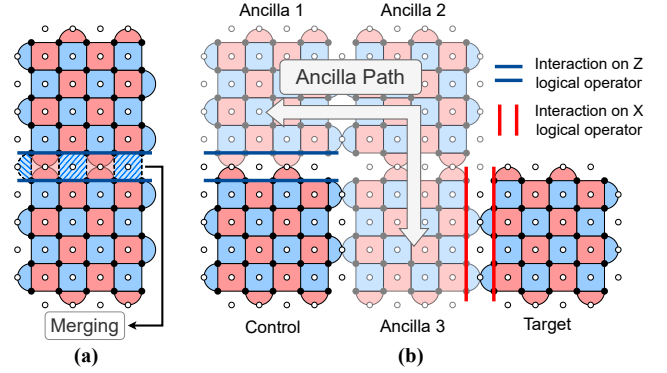 Ancilla 1
Ancilla 2
Ancilla Path
Interaction on Z
logical operator
Interaction on X
logical operator
Merging
Control
Ancilla 3
Target
(a)
(b)